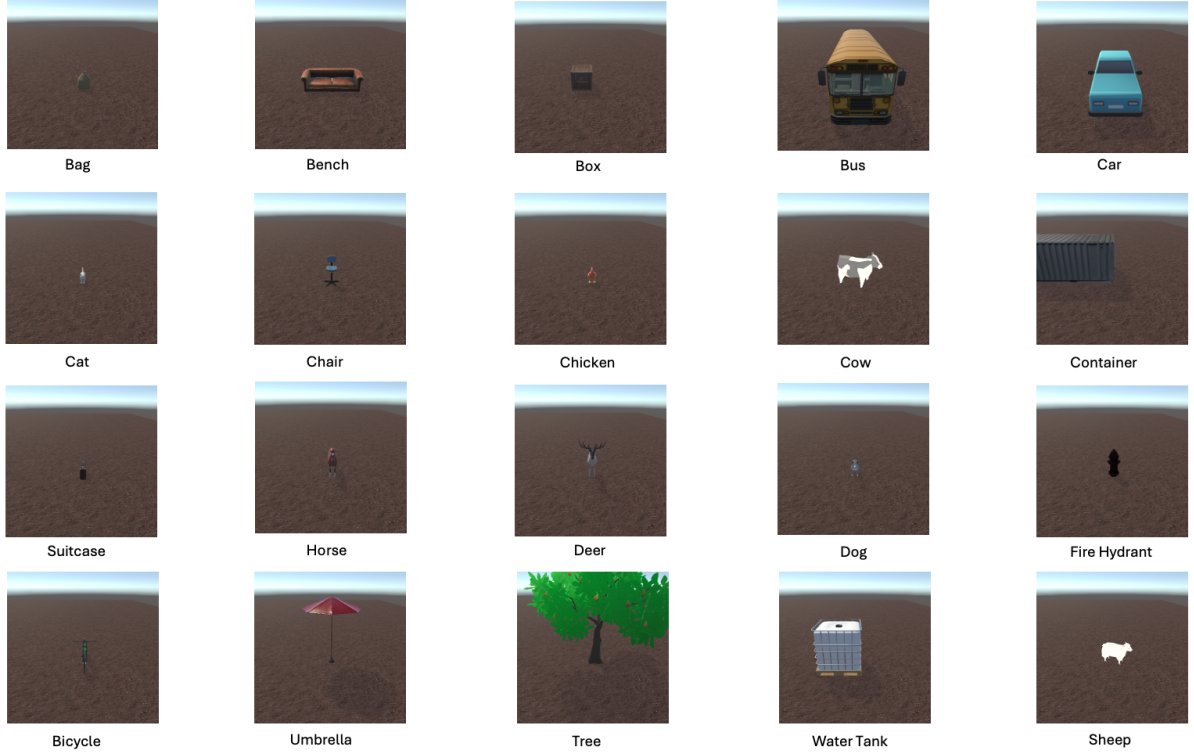 Bag
Bench
Box
Bus
Car
Cat
Chair
Chicken
Cow
Container
Suitcase
Horse
Deer
Dog
Fire Hydrant
Bicycle
Umbrella
Tree
Water Tank
Sheep